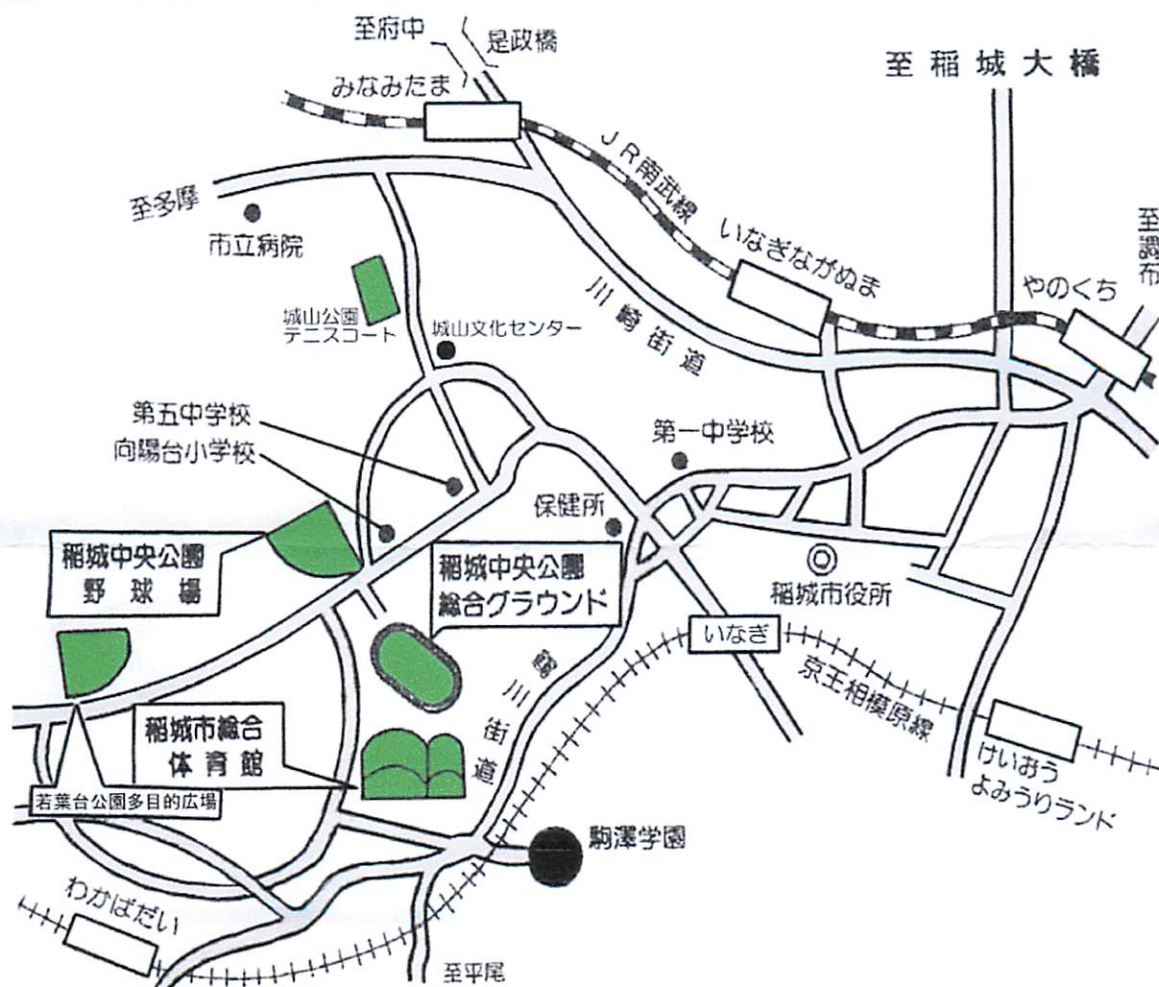 至府中
是政橋
至稲城大橋
みなみたま
JR南武線
至多摩
市立病院
いなぎながぬま
至調布
やのくち
川崎街道
城山公園
テニスコート
城山文化センター
第五中学校
向陽台小学校
第一中学校
保健所
稲城中央公園
野球場
稲城中央公園
総合グラウンド
稲城市役所
いなぎ
京王相模原線
鶴川街道
稲城市総合
体育館
けいおう
よみうりランド
若葉台公園多目的広場
駒澤学園
わかばだい
至平尾